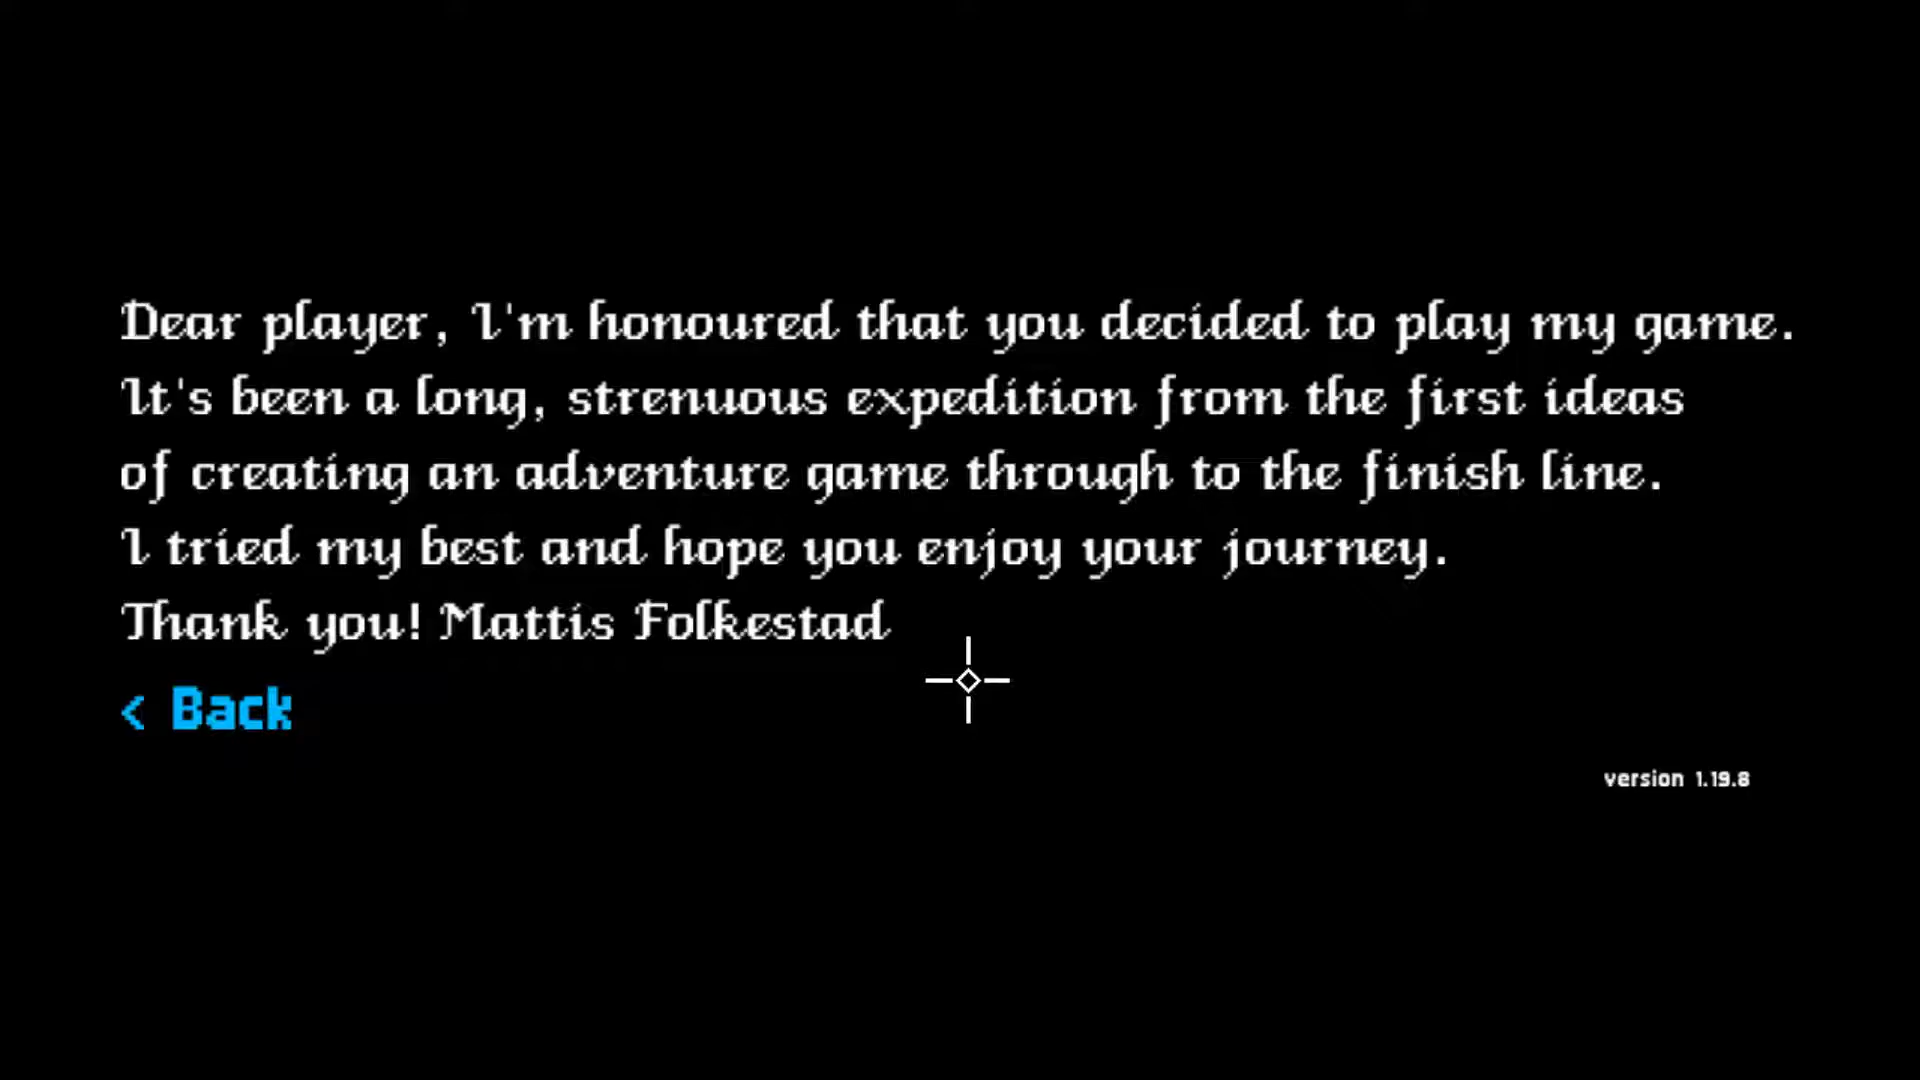 Dear player, I'm honoured that you decided to play my game.
It's been a long, strenuous expedition from the first ideas
of creating an adventure game through to the finish line.
I tried my best and hope you enjoy your journey.
Thank you! Mattis Folkestad
< Back
version 1.19.8